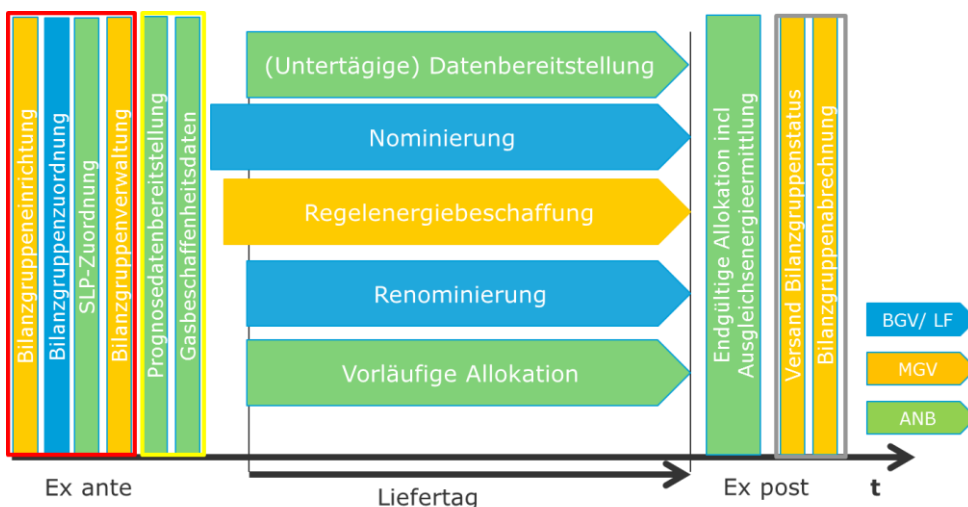 Bilanzgruppeneinrichtung
Bilanzgruppenzuordnung
SLP-Zuordnung
Bilanzgruppenverwaltung
Prognosedatenbereitstellung
Gasbeschaffenheitsdaten
(Untertägige) Datenbereitstellung
Nominierung
Regelenergiebeschaffung
Renominierung
Vorläufige Allokation
Endgültige Allokation incl
Ausgleichsenergieermittlung
Versand Bilanzgruppenstatus
Bilanzgruppenabrechnung
BGV/ LF
MGV
ANB
Ex ante
Liefertag
Ex post
t